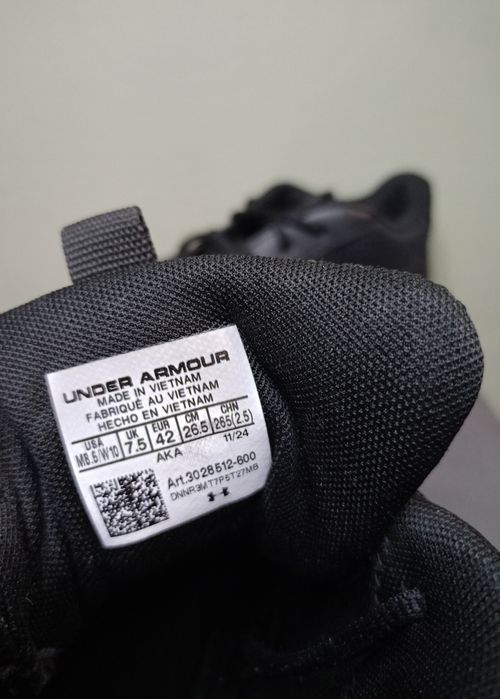 UNDER ARMOUR
MADE IN VIETNAM
FABRIQUÉ AU VIETNAM
HECHO EN VIETNAM
USA UK EUR CM CHN
M8.5/W10 7.5 42 26.5 265(2.5)
AKA 11/24
Art.3028512-600
DNNR3MT7P5T27MB